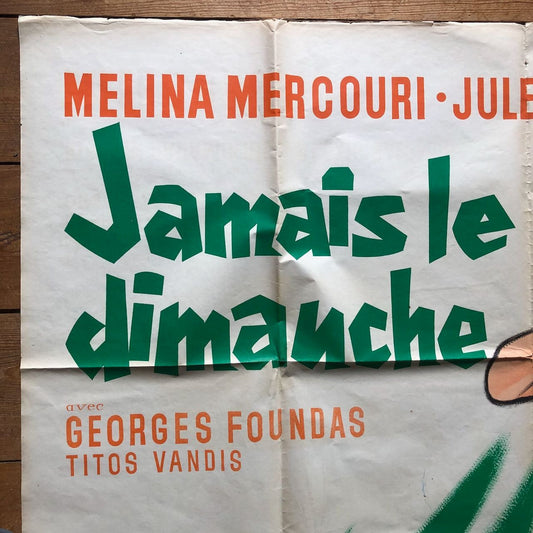 MELINA MERCOURI • JULE
Jamais le
dimanche
avec
GEORGES FOUNDAS
TITOS VANDIS